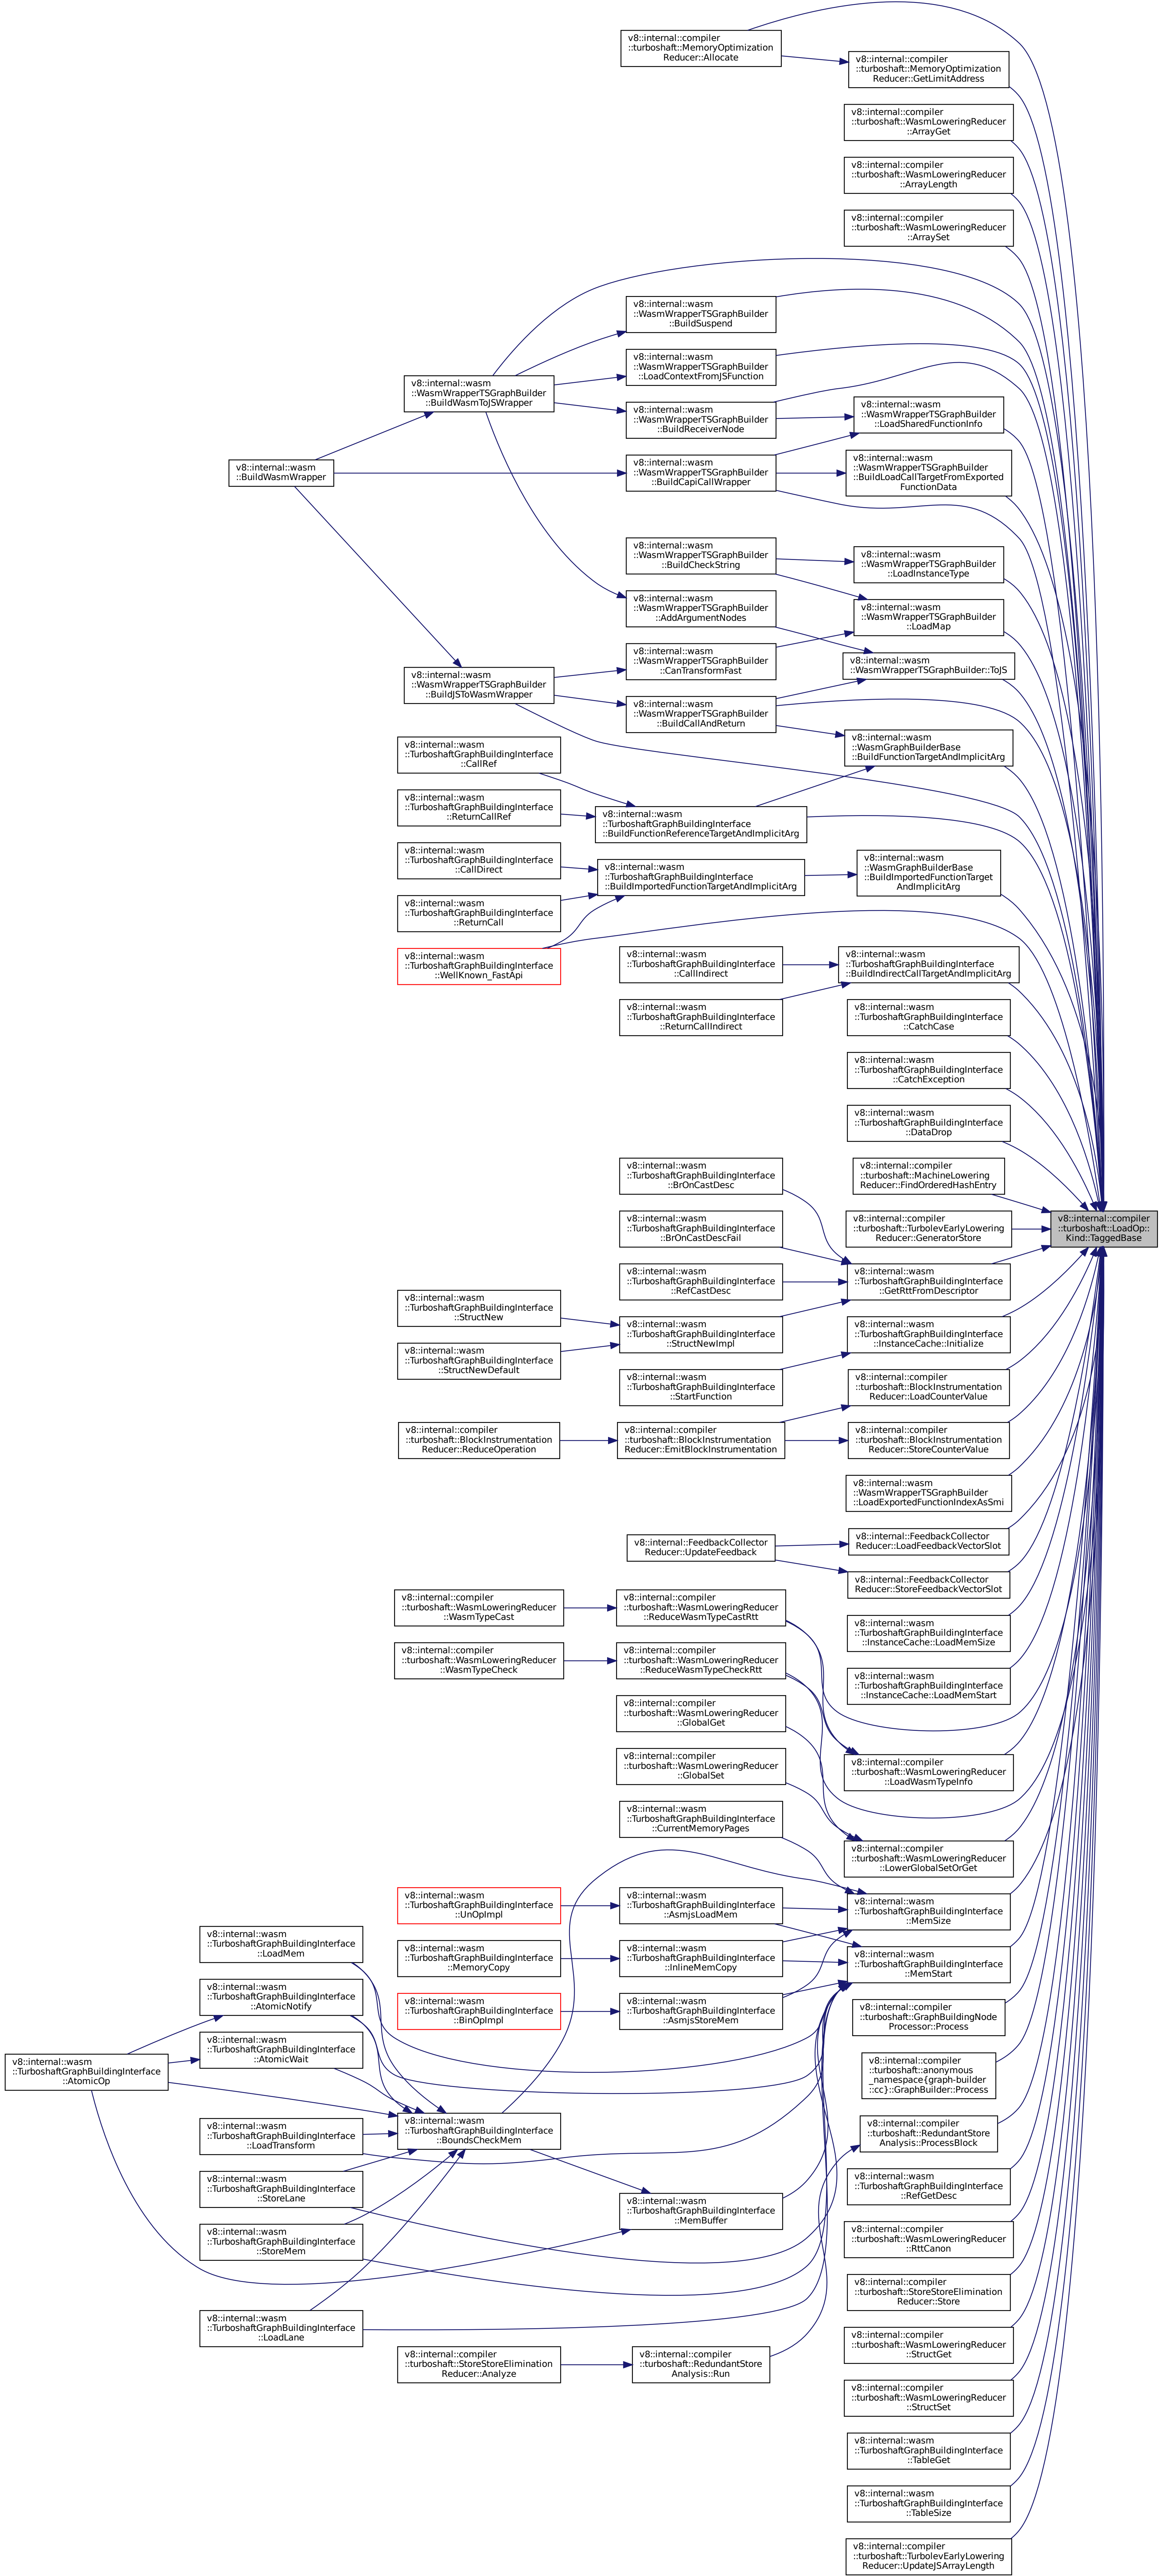 v8::internal::compiler
::turboshaft::MemoryOptimization
Reducer::Allocate
v8::internal::compiler
::turboshaft::MemoryOptimization
Reducer::GetLimitAddress
v8::internal::compiler
::turboshaft::WasmLoweringReducer
::ArrayGet
v8::internal::compiler
::turboshaft::WasmLoweringReducer
::ArrayLength
v8::internal::compiler
::turboshaft::WasmLoweringReducer
::ArraySet
v8::internal::wasm
::WasmWrapperTSGraphBuilder
::BuildSuspend
v8::internal::wasm
::WasmWrapperTSGraphBuilder
::LoadContextFromJSFunction
v8::internal::wasm
::WasmWrapperTSGraphBuilder
::BuildWasmToJSWrapper
v8::internal::wasm
::WasmWrapperTSGraphBuilder
::BuildReceiverNode
v8::internal::wasm
::WasmWrapperTSGraphBuilder
::LoadSharedFunctionInfo
v8::internal::wasm
::BuildWasmWrapper
v8::internal::wasm
::WasmWrapperTSGraphBuilder
::BuildCapiCallWrapper
v8::internal::wasm
::WasmWrapperTSGraphBuilder
::BuildLoadCallTargetFromExported
FunctionData
v8::internal::wasm
::WasmWrapperTSGraphBuilder
::BuildCheckString
v8::internal::wasm
::WasmWrapperTSGraphBuilder
::LoadInstanceType
v8::internal::wasm
::WasmWrapperTSGraphBuilder
::AddArgumentNodes
v8::internal::wasm
::WasmWrapperTSGraphBuilder
::LoadMap
v8::internal::wasm
::WasmWrapperTSGraphBuilder
::CanTransformFast
v8::internal::wasm
::WasmWrapperTSGraphBuilder::ToJS
v8::internal::wasm
::WasmWrapperTSGraphBuilder
::BuildJSToWasmWrapper
v8::internal::wasm
::WasmWrapperTSGraphBuilder
::BuildCallAndReturn
v8::internal::wasm
::WasmGraphBuilderBase
::BuildFunctionTargetAndImplicitArg
v8::internal::wasm
::TurboshaftGraphBuildingInterface
::CallRef
v8::internal::wasm
::TurboshaftGraphBuildingInterface
::ReturnCallRef
v8::internal::wasm
::TurboshaftGraphBuildingInterface
::BuildFunctionReferenceTargetAndImplicitArg
v8::internal::wasm
::TurboshaftGraphBuildingInterface
::CallDirect
v8::internal::wasm
::TurboshaftGraphBuildingInterface
::BuildImportedFunctionTargetAndImplicitArg
v8::internal::wasm
::WasmGraphBuilderBase
::BuildImportedFunctionTarget
AndImplicitArg
v8::internal::wasm
::TurboshaftGraphBuildingInterface
::ReturnCall
v8::internal::wasm
::TurboshaftGraphBuildingInterface
::WellKnown_FastApi
v8::internal::wasm
::TurboshaftGraphBuildingInterface
::CallIndirect
v8::internal::wasm
::TurboshaftGraphBuildingInterface
::BuildIndirectCallTargetAndImplicitArg
v8::internal::wasm
::TurboshaftGraphBuildingInterface
::ReturnCallIndirect
v8::internal::wasm
::TurboshaftGraphBuildingInterface
::CatchCase
v8::internal::wasm
::TurboshaftGraphBuildingInterface
::CatchException
v8::internal::wasm
::TurboshaftGraphBuildingInterface
::DataDrop
v8::internal::wasm
::TurboshaftGraphBuildingInterface
::BrOnCastDesc
v8::internal::compiler
::turboshaft::MachineLowering
Reducer::FindOrderedHashEntry
v8::internal::compiler
::turboshaft::LoadOp::
Kind::TaggedBase
v8::internal::wasm
::TurboshaftGraphBuildingInterface
::BrOnCastDescFail
v8::internal::compiler
::turboshaft::TurbolevEarlyLowering
Reducer::GeneratorStore
v8::internal::wasm
::TurboshaftGraphBuildingInterface
::RefCastDesc
v8::internal::wasm
::TurboshaftGraphBuildingInterface
::GetRttFromDescriptor
v8::internal::wasm
::TurboshaftGraphBuildingInterface
::StructNew
v8::internal::wasm
::TurboshaftGraphBuildingInterface
::StructNewImpl
v8::internal::wasm
::TurboshaftGraphBuildingInterface
::InstanceCache::Initialize
v8::internal::wasm
::TurboshaftGraphBuildingInterface
::StructNewDefault
v8::internal::wasm
::TurboshaftGraphBuildingInterface
::StartFunction
v8::internal::compiler
::turboshaft::BlockInstrumentation
Reducer::LoadCounterValue
v8::internal::compiler
::turboshaft::BlockInstrumentation
Reducer::ReduceOperation
v8::internal::compiler
::turboshaft::BlockInstrumentation
Reducer::EmitBlockInstrumentation
v8::internal::compiler
::turboshaft::BlockInstrumentation
Reducer::StoreCounterValue
v8::internal::wasm
::WasmWrapperTSGraphBuilder
::LoadExportedFunctionIndexAsSmi
v8::internal::FeedbackCollector
Reducer::UpdateFeedback
v8::internal::FeedbackCollector
Reducer::LoadFeedbackVectorSlot
v8::internal::FeedbackCollector
Reducer::StoreFeedbackVectorSlot
v8::internal::compiler
::turboshaft::WasmLoweringReducer
::WasmTypeCast
v8::internal::compiler
::turboshaft::WasmLoweringReducer
::ReduceWasmTypeCastRtt
v8::internal::wasm
::TurboshaftGraphBuildingInterface
::InstanceCache::LoadMemSize
v8::internal::compiler
::turboshaft::WasmLoweringReducer
::WasmTypeCheck
v8::internal::compiler
::turboshaft::WasmLoweringReducer
::ReduceWasmTypeCheckRtt
v8::internal::wasm
::TurboshaftGraphBuildingInterface
::InstanceCache::LoadMemStart
v8::internal::compiler
::turboshaft::WasmLoweringReducer
::GlobalGet
v8::internal::compiler
::turboshaft::WasmLoweringReducer
::LoadWasmTypeInfo
v8::internal::compiler
::turboshaft::WasmLoweringReducer
::GlobalSet
v8::internal::wasm
::TurboshaftGraphBuildingInterface
::CurrentMemoryPages
v8::internal::compiler
::turboshaft::WasmLoweringReducer
::LowerGlobalSetOrGet
v8::internal::wasm
::TurboshaftGraphBuildingInterface
::UnOpImpl
v8::internal::wasm
::TurboshaftGraphBuildingInterface
::AsmjsLoadMem
v8::internal::wasm
::TurboshaftGraphBuildingInterface
::MemSize
v8::internal::wasm
::TurboshaftGraphBuildingInterface
::LoadMem
v8::internal::wasm
::TurboshaftGraphBuildingInterface
::MemoryCopy
v8::internal::wasm
::TurboshaftGraphBuildingInterface
::InlineMemCopy
v8::internal::wasm
::TurboshaftGraphBuildingInterface
::MemStart
v8::internal::wasm
::TurboshaftGraphBuildingInterface
::AtomicNotify
v8::internal::wasm
::TurboshaftGraphBuildingInterface
::BinOpImpl
v8::internal::wasm
::TurboshaftGraphBuildingInterface
::AsmjsStoreMem
v8::internal::compiler
::turboshaft::GraphBuildingNode
Processor::Process
v8::internal::wasm
::TurboshaftGraphBuildingInterface
::AtomicWait
v8::internal::wasm
::TurboshaftGraphBuildingInterface
::AtomicOp
v8::internal::compiler
::turboshaft::anonymous
_namespace{graph-builder
::cc}::GraphBuilder::Process
v8::internal::wasm
::TurboshaftGraphBuildingInterface
::BoundsCheckMem
v8::internal::wasm
::TurboshaftGraphBuildingInterface
::LoadTransform
v8::internal::compiler
::turboshaft::RedundantStore
Analysis::ProcessBlock
v8::internal::wasm
::TurboshaftGraphBuildingInterface
::StoreLane
v8::internal::wasm
::TurboshaftGraphBuildingInterface
::RefGetDesc
v8::internal::wasm
::TurboshaftGraphBuildingInterface
::MemBuffer
v8::internal::wasm
::TurboshaftGraphBuildingInterface
::StoreMem
v8::internal::compiler
::turboshaft::WasmLoweringReducer
::RttCanon
v8::internal::compiler
::turboshaft::StoreStoreElimination
Reducer::Store
v8::internal::wasm
::TurboshaftGraphBuildingInterface
::LoadLane
v8::internal::compiler
::turboshaft::WasmLoweringReducer
::StructGet
v8::internal::compiler
::turboshaft::StoreStoreElimination
Reducer::Analyze
v8::internal::compiler
::turboshaft::RedundantStore
Analysis::Run
v8::internal::compiler
::turboshaft::WasmLoweringReducer
::StructSet
v8::internal::wasm
::TurboshaftGraphBuildingInterface
::TableGet
v8::internal::wasm
::TurboshaftGraphBuildingInterface
::TableSize
v8::internal::compiler
::turboshaft::TurbolevEarlyLowering
Reducer::UpdateJSArrayLength